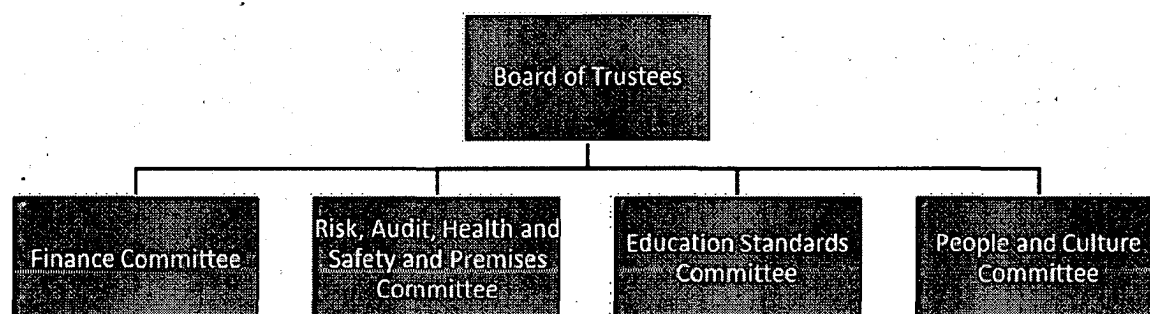 Board of Trustees
Finance Committee
Risk, Audit, Health and
Safety and Premises
Committee
Education Standards
Committee
People and Culture
Committee